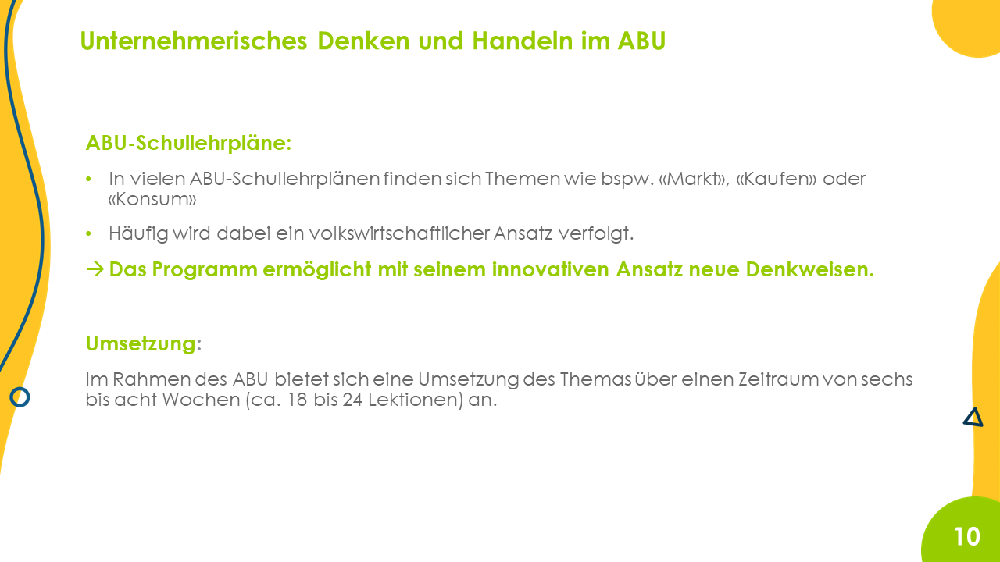 Unternehmerisches Denken und Handeln im ABU
ABU-Schullehrpläne:
• In vielen ABU-Schullehrplänen finden sich Themen wie bspw. «Markt», «Kaufen» oder
«Konsum»
• Häufig wird dabei ein volkswirtschaftlicher Ansatz verfolgt.
→ Das Programm ermöglicht mit seinem innovativen Ansatz neue Denkweisen.
Umsetzung:
Im Rahmen des ABU bietet sich eine Umsetzung des Themas über einen Zeitraum von sechs
bis acht Wochen (ca. 18 bis 24 Lektionen) an.
10